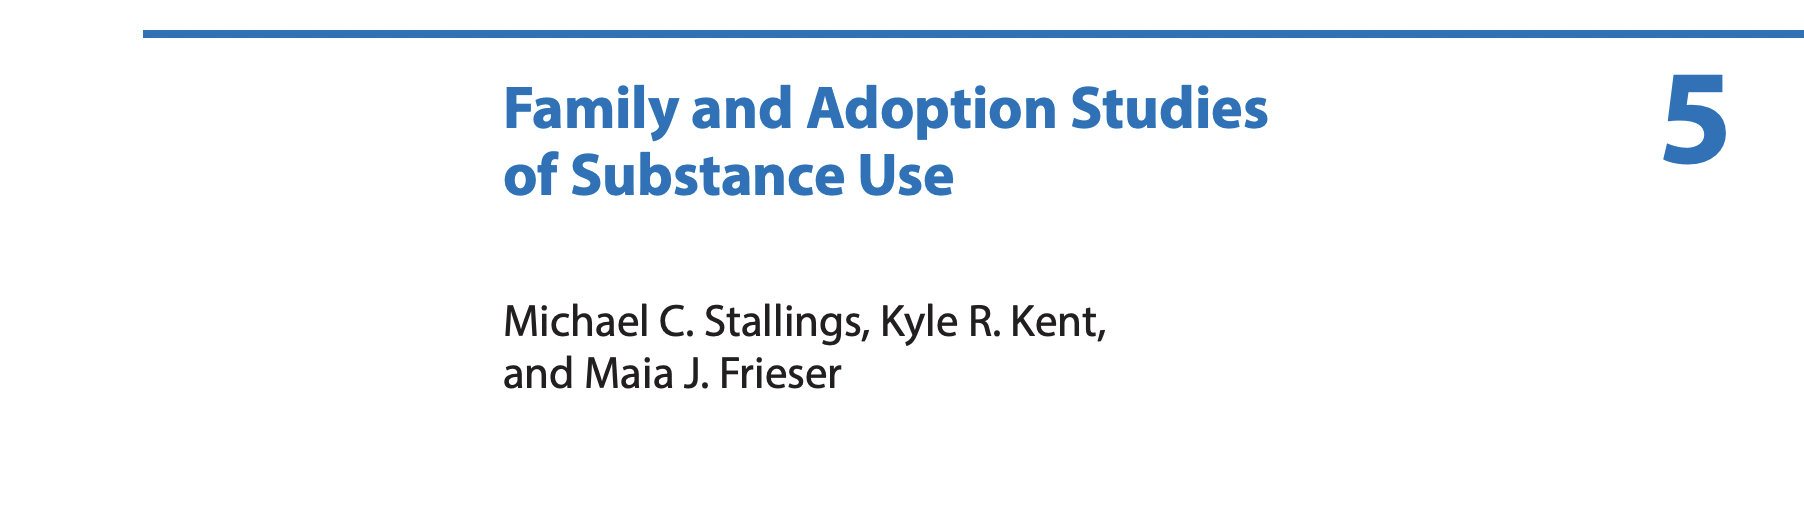 Family and Adoption Studies
of Substance Use
5
Michael C. Stallings, Kyle R. Kent,
and Maia J. Frieser